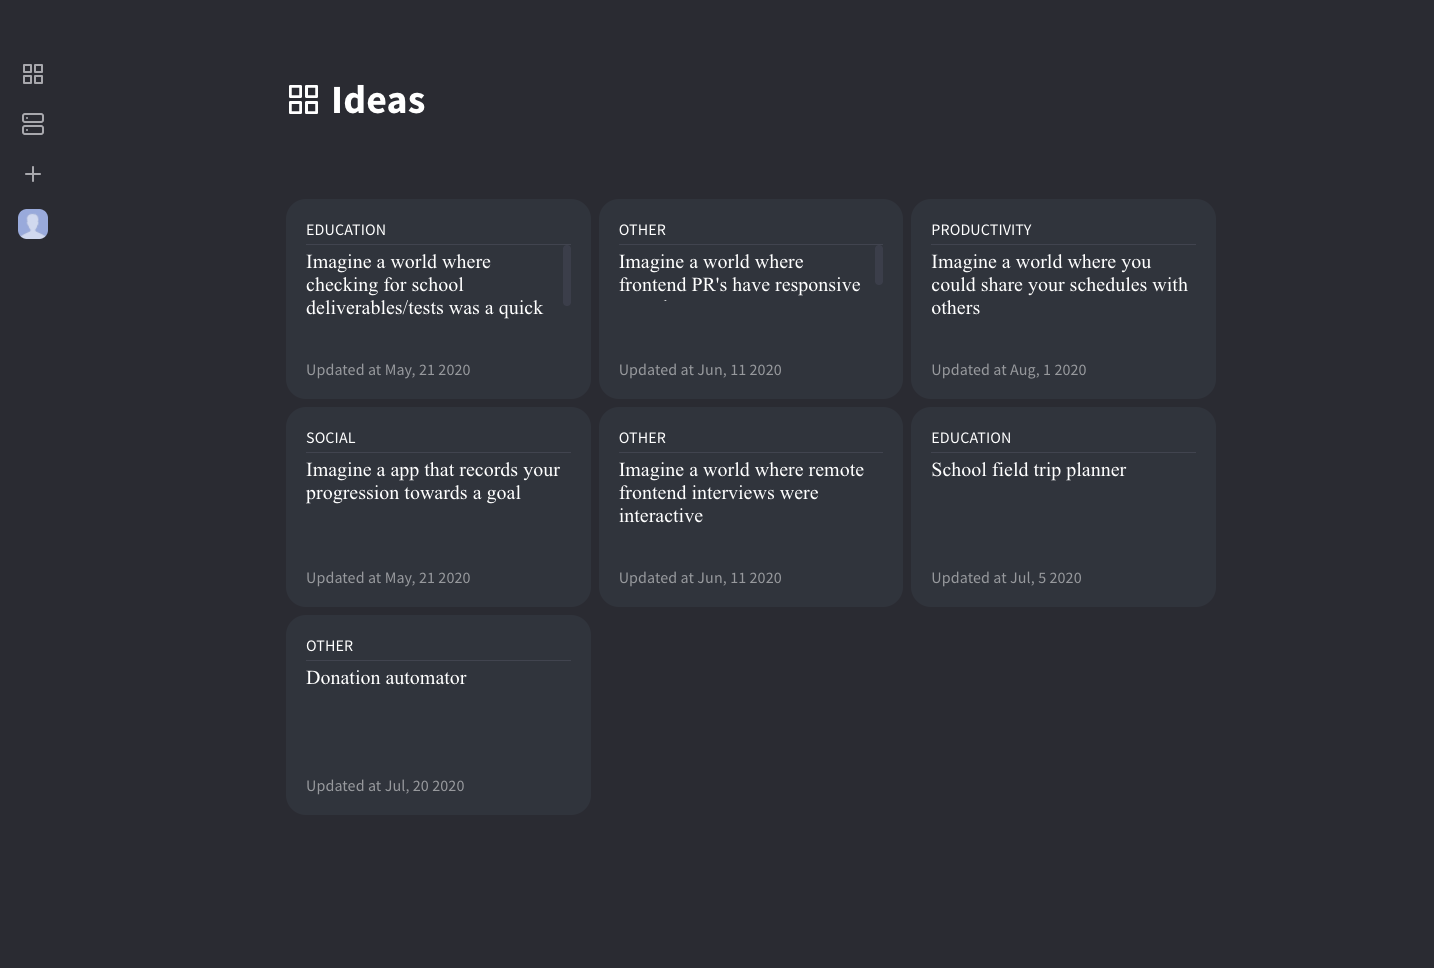 Ideas
EDUCATION
Imagine a world where
checking for school
deliverables/tests was a quick
Updated at May, 21 2020
OTHER
Imagine a world where
frontend PR's have responsive
Updated at Jun, 11 2020
PRODUCTIVITY
Imagine a world where you
could share your schedules with
others
Updated at Aug, 1 2020
SOCIAL
Imagine a app that records your
progression towards a goal
Updated at May, 21 2020
OTHER
Imagine a world where remote
frontend interviews were
interactive
Updated at Jun, 11 2020
EDUCATION
School field trip planner
Updated at Jul, 5 2020
OTHER
Donation automator
Updated at Jul, 20 2020